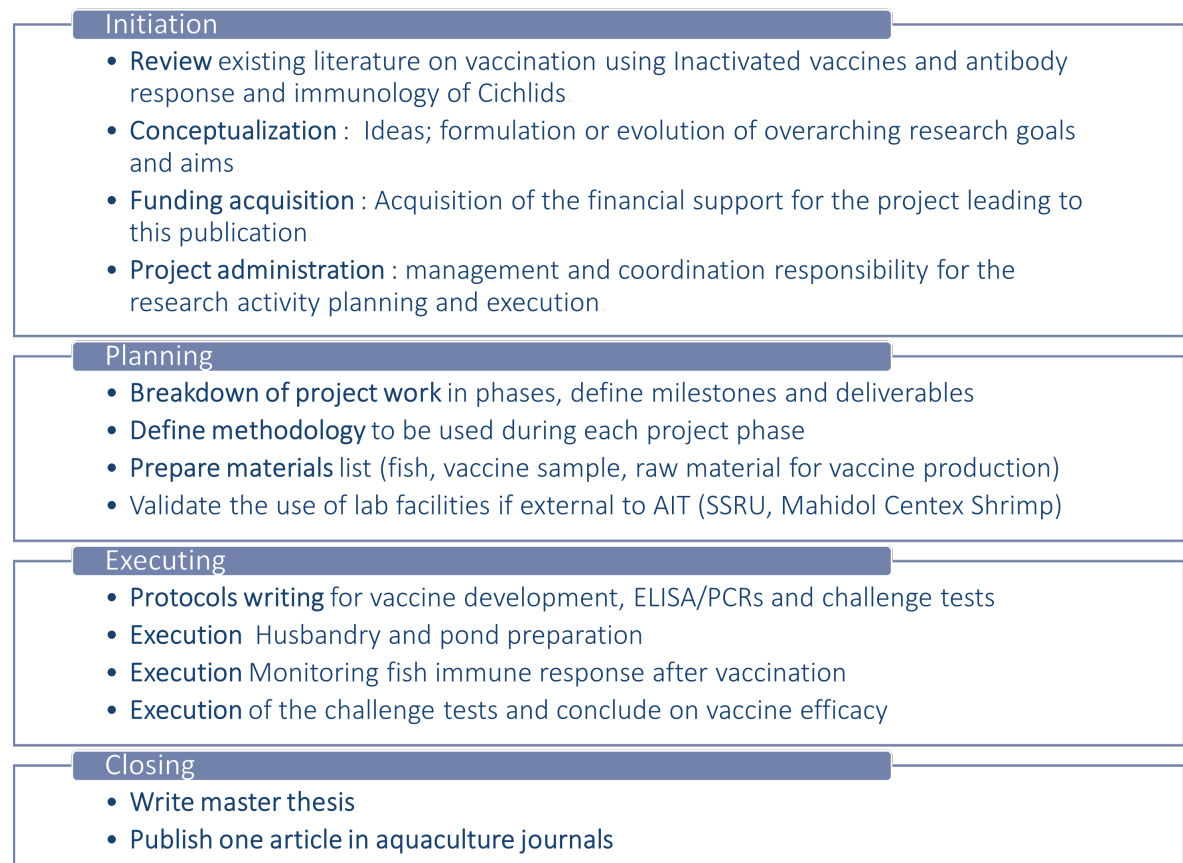 Initiation
• Review existing literature on vaccination using Inactivated vaccines and antibody
response and immunology of Cichlids.
• Conceptualization : Ideas; formulation or evolution of overarching research goals
and aims.
• Funding acquisition : Acquisition of the financial support for the project leading to
this publication.
• Project administration : management and coordination responsibility for the
research activity planning and execution.
Planning
• Breakdown of project work in phases, define milestones and deliverables
• Define methodology to be used during each project phase
• Prepare materials list (fish, vaccine sample, raw material for vaccine production)
• Validate the use of lab facilities if external to AIT (SSRU, Mahidol Centex Shrimp)
Executing
• Protocols writing for vaccine development, ELISA/PCRs and challenge tests
• Execution Husbandry and pond preparation
• Execution Monitoring fish immune response after vaccination
• Execution of the challenge tests and conclude on vaccine efficacy
Closing
• Write master thesis
• Publish one article in aquaculture journals